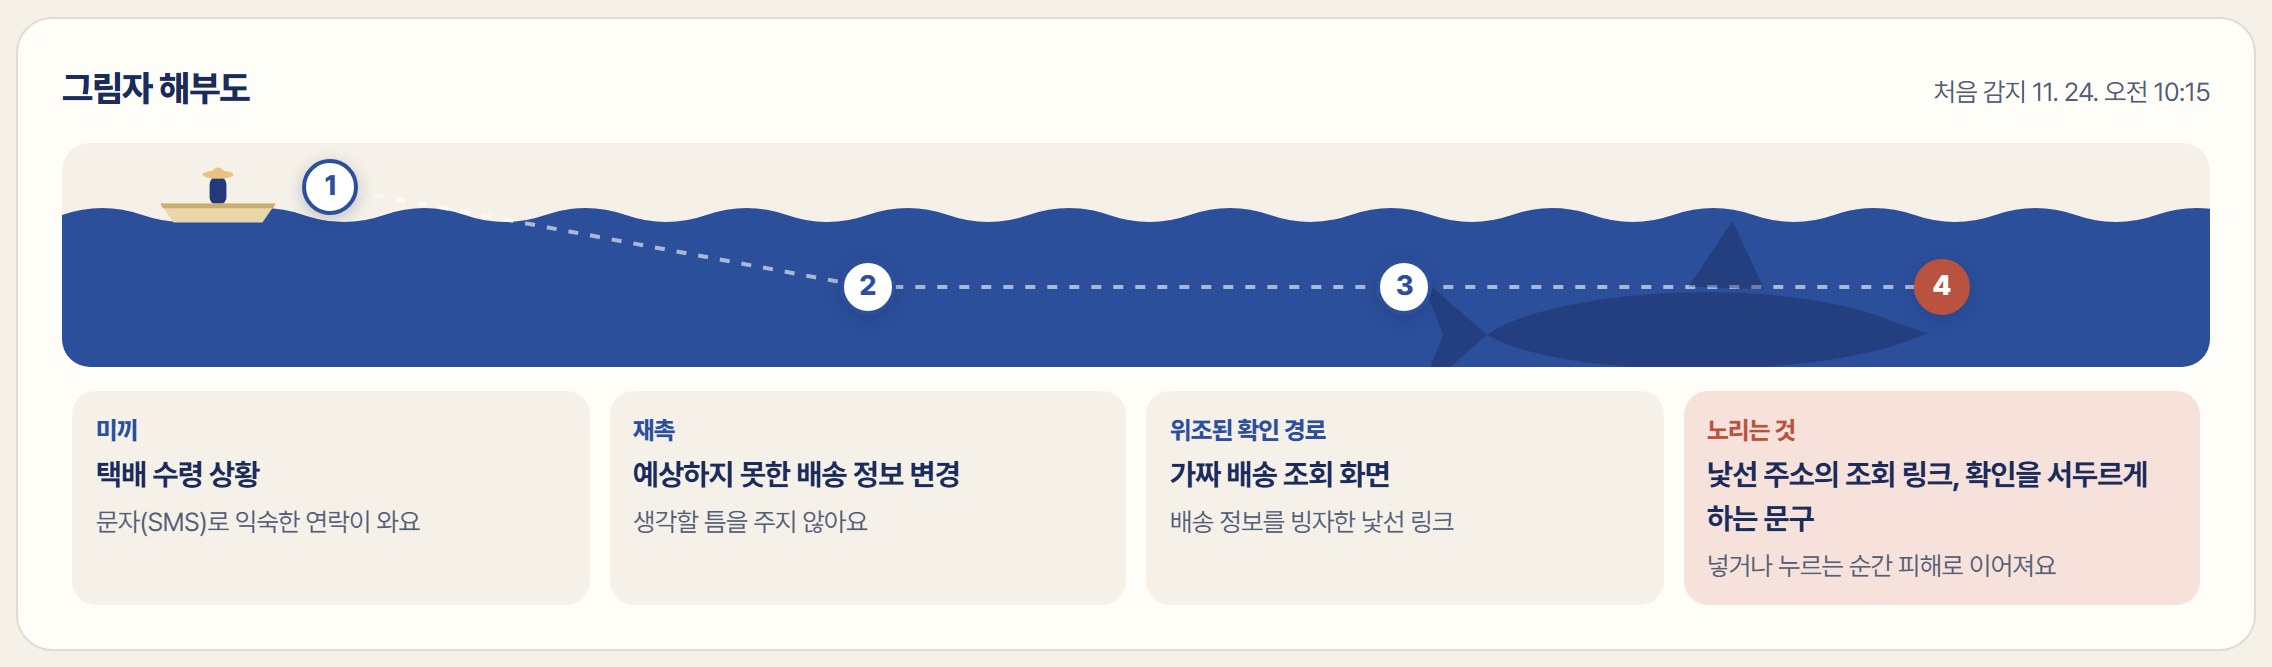 그림자 해부도
처음 감지 11. 24. 오전 10:15
1
2
3
4
미끼
택배 수령 상황
문자(SMS)로 익숙한 연락이 와요
재촉
예상하지 못한 배송 정보 변경
생각할 틈을 주지 않아요
위조된 확인 경로
가짜 배송 조회 화면
배송 정보를 빙자한 낯선 링크
노리는 것
낯선 주소의 조회 링크, 확인을 서두르게
하는 문구
넣거나 누르는 순간 피해로 이어져요